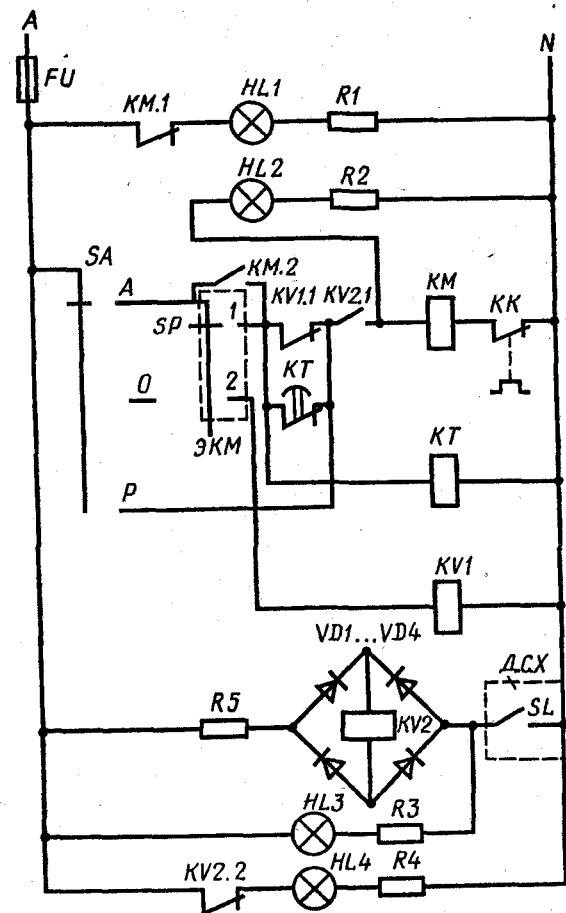 A
N
FU
KM.1
HL1
R1
HL2
R2
SA
KM.2
A
KV1.1
KV2.1
KM
KK
SP
1
KT
O
2
ЭКМ
KT
P
KV1
VD1...VD4
ДСХ
R5
SL
KV2
HL3
R3
KV2.2
HL4
R4